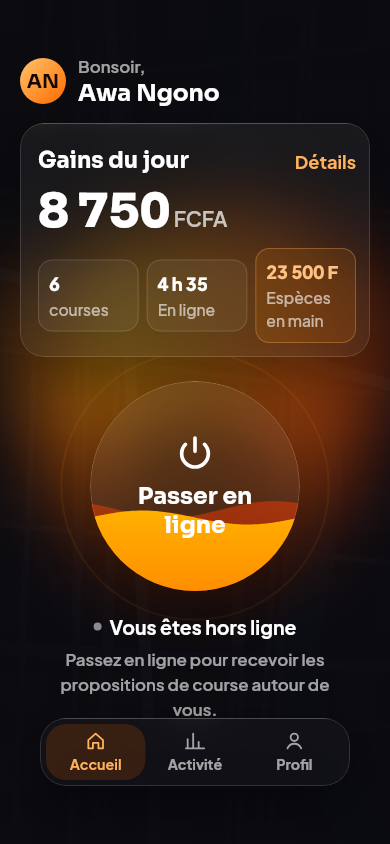 AN
Bonsoir,
Awa Ngono
Gains du jour
Détails
8 750 FCFA
6
courses
4 h 35
En ligne
23 500 F
Espèces
en main
Passer en
ligne
Vous êtes hors ligne
Passez en ligne pour recevoir les
propositions de course autour de
vous.
Accueil
Activité
Profil